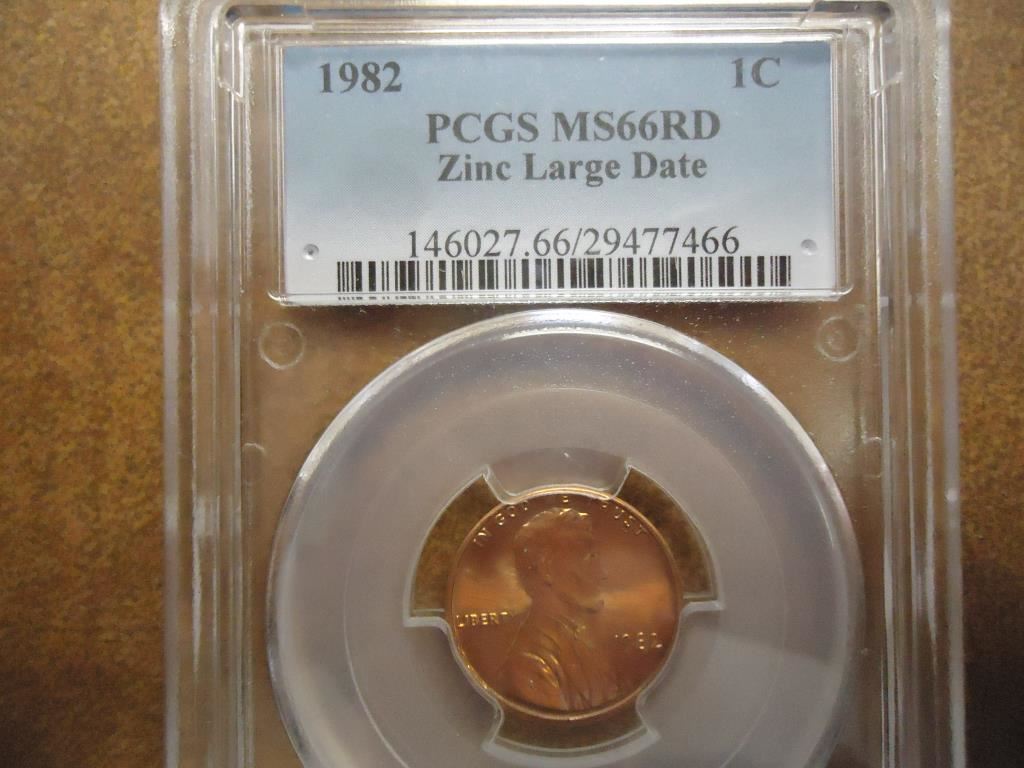 1982 1C
PCGS MS66RD
Zinc Large Date
146027.66/29477466
IN GOD WE TRUST
LIBERTY
1982